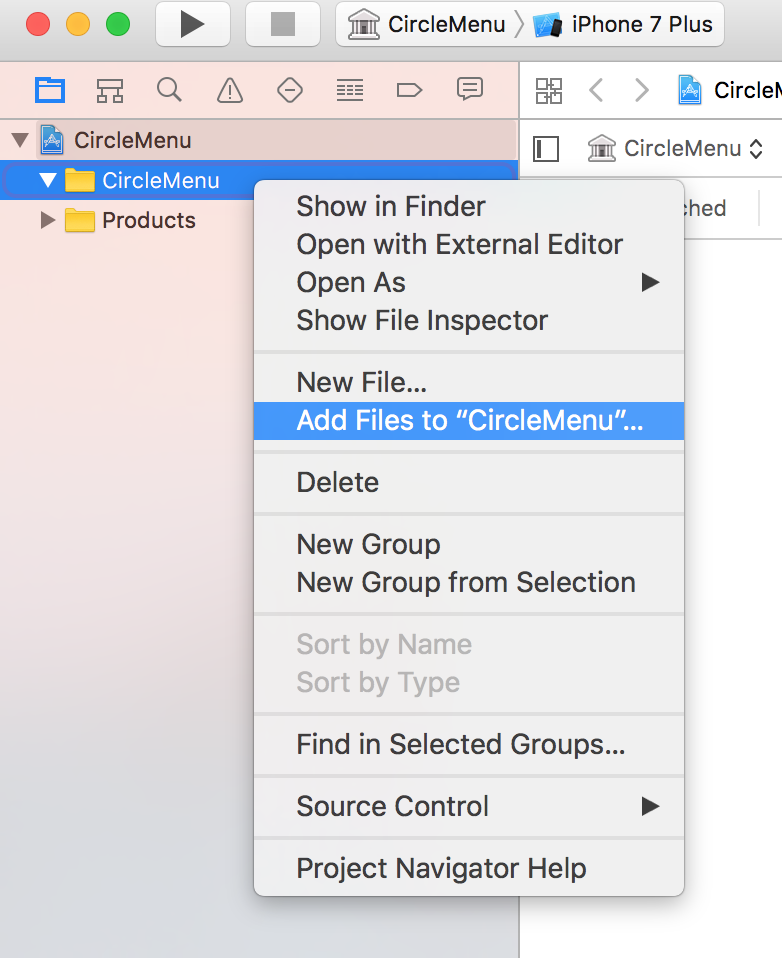 CircleMenu iPhone 7 Plus
CircleMenu
CircleMenu
CircleMenu
CircleMenu
Products
Show in Finder
Open with External Editor
Open As
Show File Inspector
New File...
Add Files to “CircleMenu”...
Delete
New Group
New Group from Selection
Sort by Name
Sort by Type
Find in Selected Groups...
Source Control
Project Navigator Help